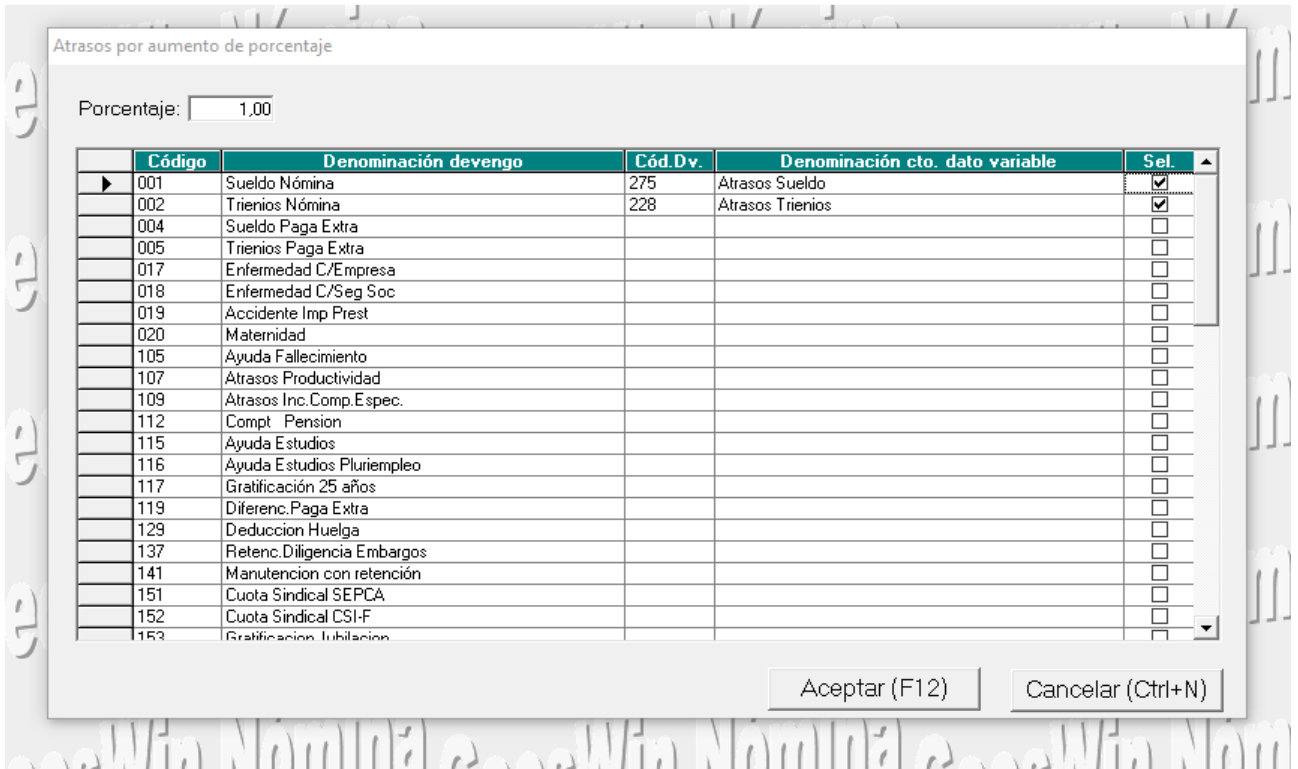 Atrasos por aumento de porcentaje
Porcentaje: 1,00
Código Denominación devengo Cód.Dv. Denominación cto. dato variable Sel.
001 Sueldo Nómina 275 Atrasos Sueldo
002 Trienios Nómina 228 Atrasos Trienios
004 Sueldo Paga Extra
005 Trienios Paga Extra
017 Enfermedad C/Empresa
018 Enfermedad C/Seg Soc
019 Accidente Imp Prest
020 Maternidad
105 Ayuda Fallecimiento
107 Atrasos Productividad
109 Atrasos Inc.Comp.Espec.
112 Compt Pension
115 Ayuda Estudios
116 Ayuda Estudios Pluriempleo
117 Gratificación 25 años
119 Diferenc.Paga Extra
129 Deduccion Huelga
137 Retenc.Diligencia Embargos
141 Manutencion con retención
151 Cuota Sindical SEPCA
152 Cuota Sindical CSI-F
153 Gratificacion Jubilacion
Aceptar (F12) Cancelar (Ctrl+N)
Nómina Nómina